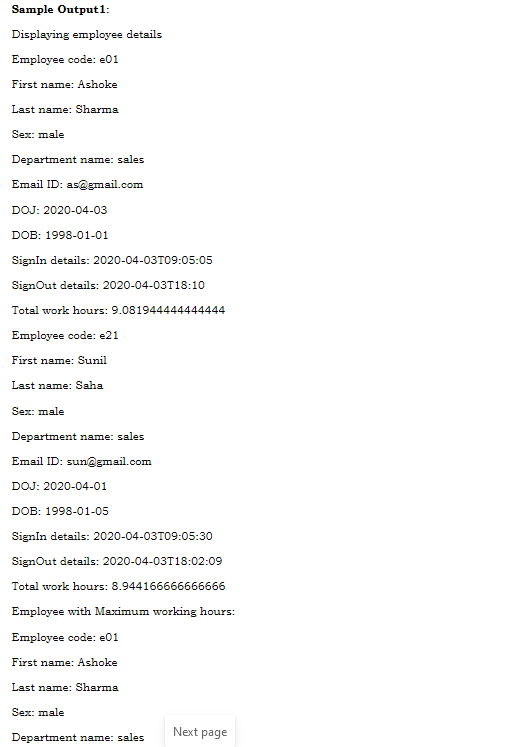 Sample Output1:
Displaying employee details
Employee code: e01
First name: Ashoke
Last name: Sharma
Sex: male
Department name: sales
Email ID: as@gmail.com
DOJ: 2020-04-03
DOB: 1998-01-01
SignIn details: 2020-04-03T09:05:05
SignOut details: 2020-04-03T18:10
Total work hours: 9.081944444444444
Employee code: e21
First name: Sunil
Last name: Saha
Sex: male
Department name: sales
Email ID: sun@gmail.com
DOJ: 2020-04-01
DOB: 1998-01-05
SignIn details: 2020-04-03T09:05:30
SignOut details: 2020-04-03T18:02:09
Total work hours: 8.944166666666666
Employee with Maximum working hours:
Employee code: e01
First name: Ashoke
Last name: Sharma
Sex: male
Department name: sales
Next page